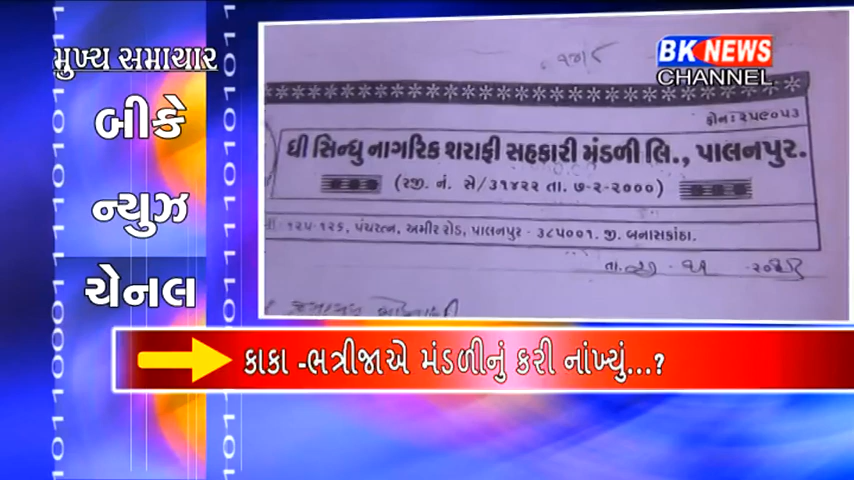 મુખ્ય સમાચાર
બીકે
ન્યુઝ
ચેનલ
BK NEWS
CHANNEL
ફોન : ૨૫૯૦૫૩
ધી સિન્ધુ નાગરિક શરાફી સહકારી મંડળી લિ., પાલનપુર.
(રજી. નં. સે/૩૧૪૨૨ તા. ૭-૨-૨૦૦૦)
૧૨૫-૧૨૬, પંચરત્ન, અમીર રોડ, પાલનપુર - ૩૮૫૦૦૧. જી. બનાસકાંઠા.
તા.
કાકા -ભત્રીજાએ મંડળીનું કરી નાંખ્યું...?